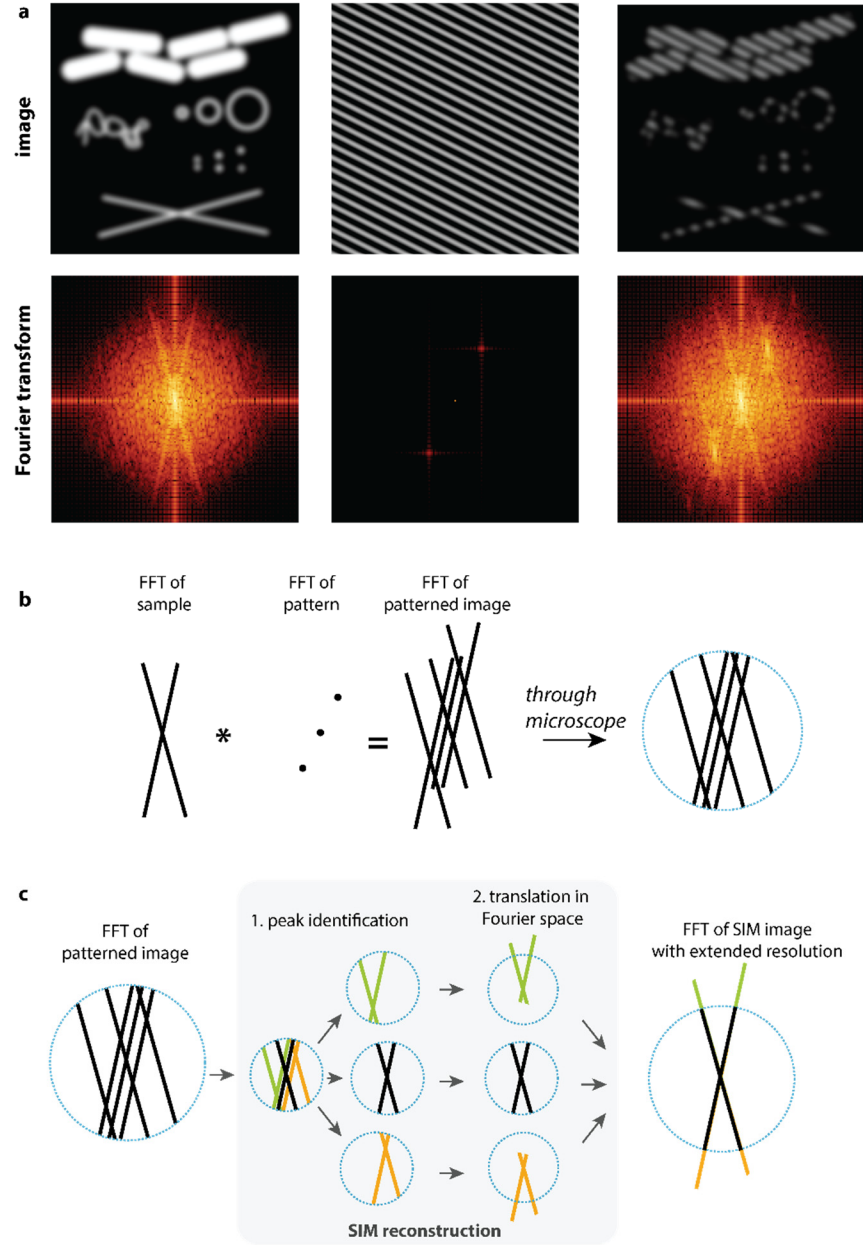 a
image
Fourier transform
b
FFT of
sample
FFT of
pattern
FFT of
patterned image
*
=
through
microscope
c
FFT of
patterned image
1. peak identification
2. translation in
Fourier space
FFT of SIM image
with extended resolution
SIM reconstruction